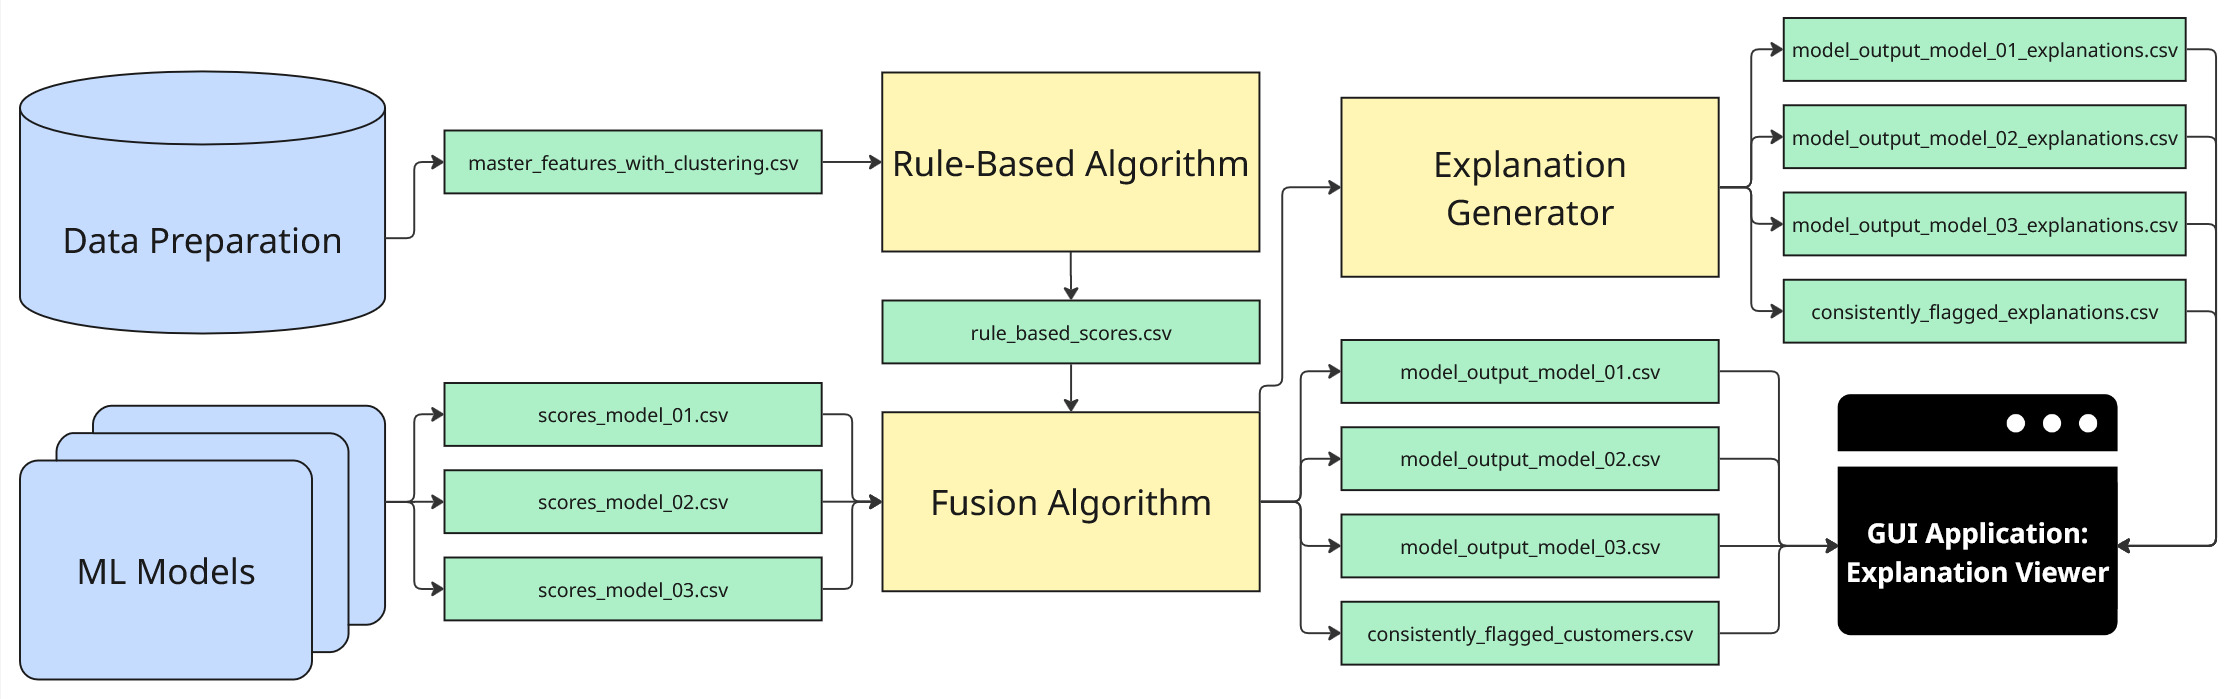 Data Preparation
master_features_with_clustering.csv
Rule-Based Algorithm
rule_based_scores.csv
ML Models
scores_model_01.csv
scores_model_02.csv
scores_model_03.csv
Fusion Algorithm
Explanation
Generator
model_output_model_01.csv
model_output_model_02.csv
model_output_model_03.csv
consistently_flagged_customers.csv
model_output_model_01_explanations.csv
model_output_model_02_explanations.csv
model_output_model_03_explanations.csv
consistently_flagged_explanations.csv
GUI Application:
Explanation Viewer